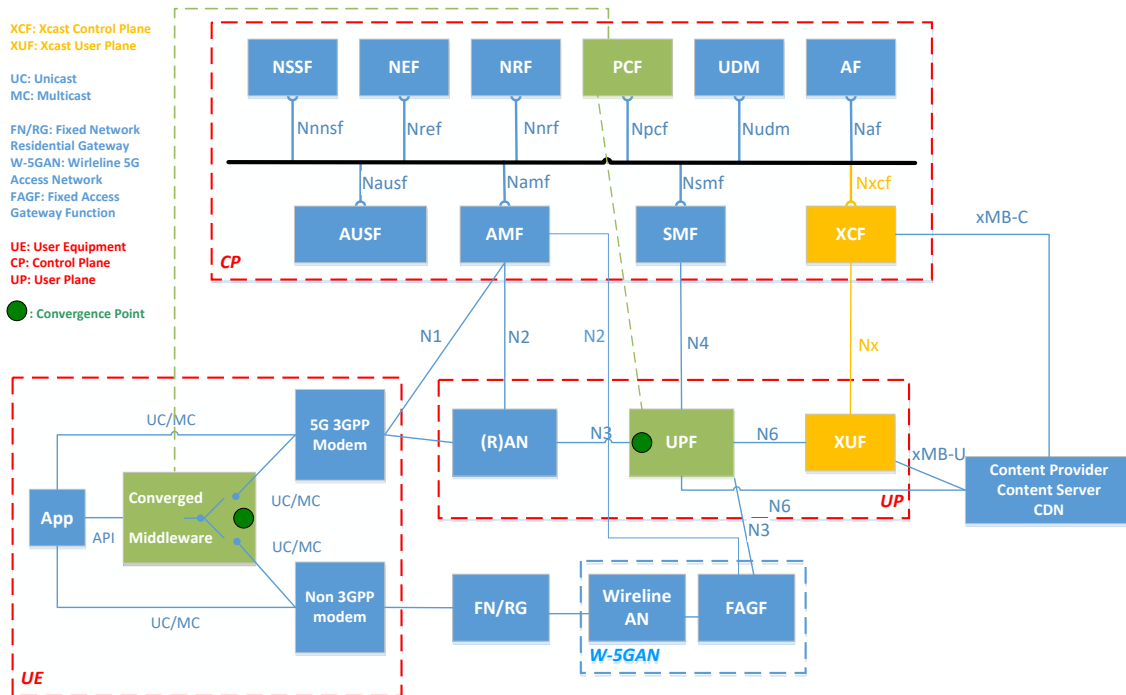 XCF: Xcast Control Plane
XUF: Xcast User Plane
UC: Unicast
MC: Multicast
FN/RG: Fixed Network
Residential Gateway
W-5GAN: Wirleline 5G
Access Network
FAGF: Fixed Access
Gateway Function
UE: User Equipment
CP: Control Plane
UP: User Plane
: Convergence Point
NSSF
NEF
NRF
PCF
UDM
AF
Nnnsf
Nref
Nnrf
Npcf
Nudm
Naf
Nausf
Namf
Nsmf
Nxcf
AUSF
AMF
SMF
XCF
xMB-C
CP
N1
N2
N2
N4
Nx
UC/MC
5G 3GPP
Modem
(R)AN
N3
UPF
N6
XUF
xMB-U
Content Provider
Content Server
CDN
App
API
Converged
Middleware
UC/MC
UC/MC
N6
N3
UP
UC/MC
Non 3GPP
modem
FN/RG
Wireline
AN
FAGF
W-5GAN
UE